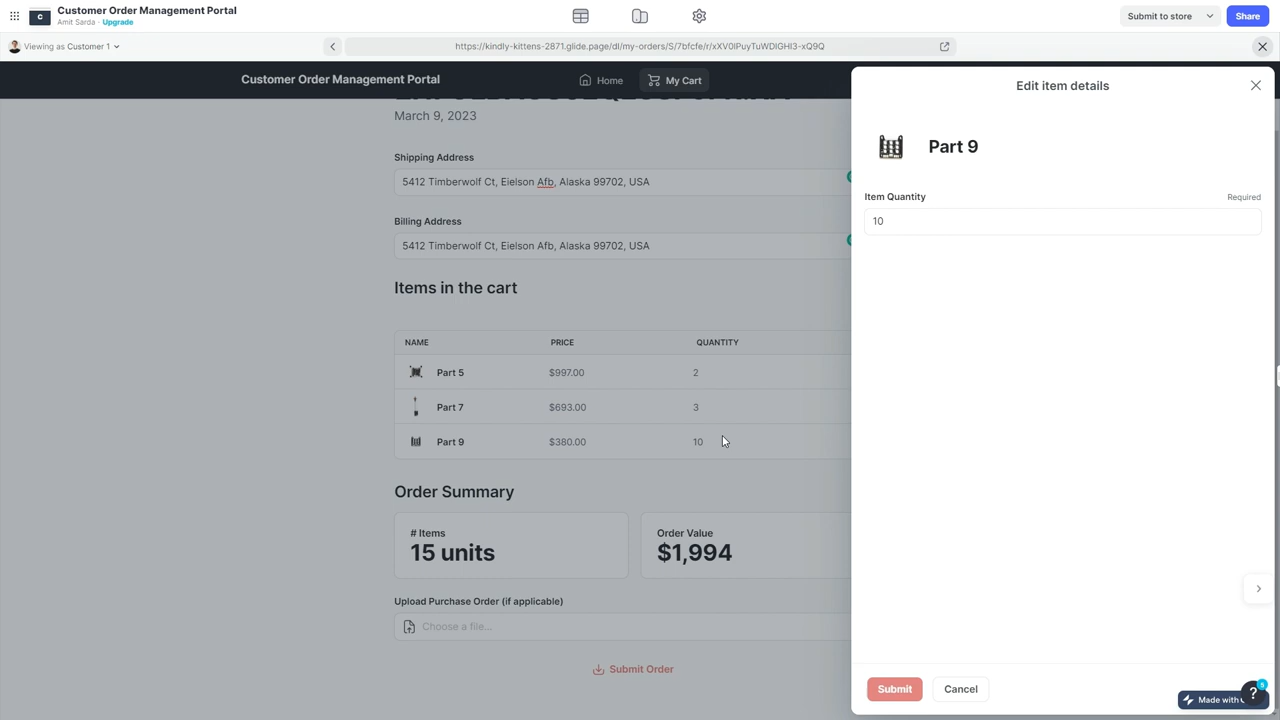 Customer Order Management Portal
Amit Sarda · Upgrade
Submit to store
Share
Viewing as Customer 1
https://kindly-kittens-2871.glide.page/dl/my-orders/S/7bfcfe/r/xXV0lPuyTuWDIGHI3-xQ9Q
Customer Order Management Portal
Home
My Cart
March 9, 2023
Shipping Address
5412 Timberwolf Ct, Eielson Afb, Alaska 99702, USA
Billing Address
5412 Timberwolf Ct, Eielson Afb, Alaska 99702, USA
Items in the cart
NAME PRICE QUANTITY
Part 5 $997.00 2
Part 7 $693.00 3
Part 9 $380.00 10
Order Summary
# Items
15 units
Order Value
$1,994
Upload Purchase Order (if applicable)
Choose a file...
Submit Order
Edit item details
Part 9
Item Quantity Required
10
Submit
Cancel
Made with
?